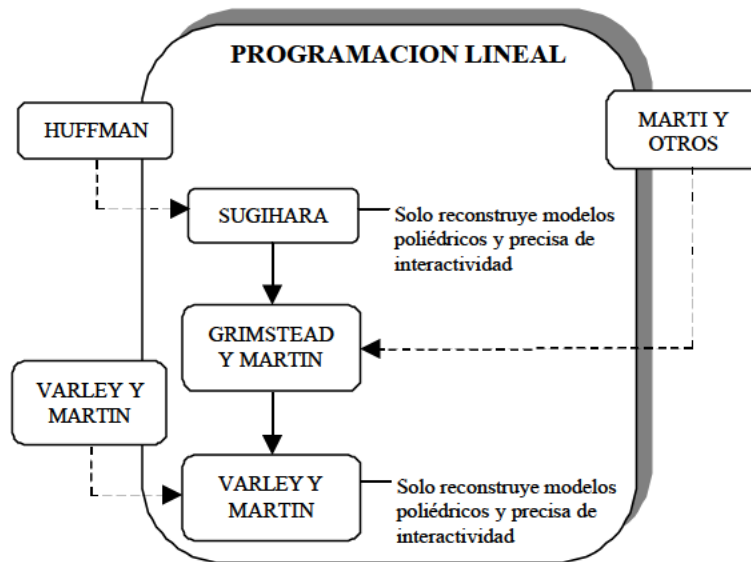 PROGRAMACION LINEAL
HUFFMAN
MARTI Y
OTROS
SUGIHARA
Solo reconstruye modelos
poliédricos y precisa de
interactividad
GRIMSTEAD
Y MARTIN
VARLEY Y
MARTIN
VARLEY Y
MARTIN
Solo reconstruye modelos
poliédricos y precisa de
interactividad